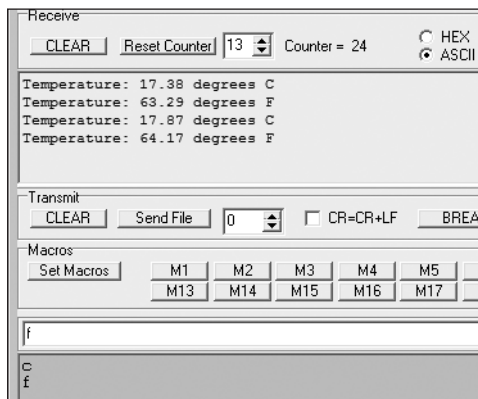 Receive
CLEAR Reset Counter 13 Counter = 24 HEX
ASCII
Temperature: 17.38 degrees C
Temperature: 63.29 degrees F
Temperature: 17.87 degrees C
Temperature: 64.17 degrees F
Transmit
CLEAR Send File 0 CR=CR+LF BREA
Macros
Set Macros M1 M2 M3 M4 M5
M13 M14 M15 M16 M17
f
c
f